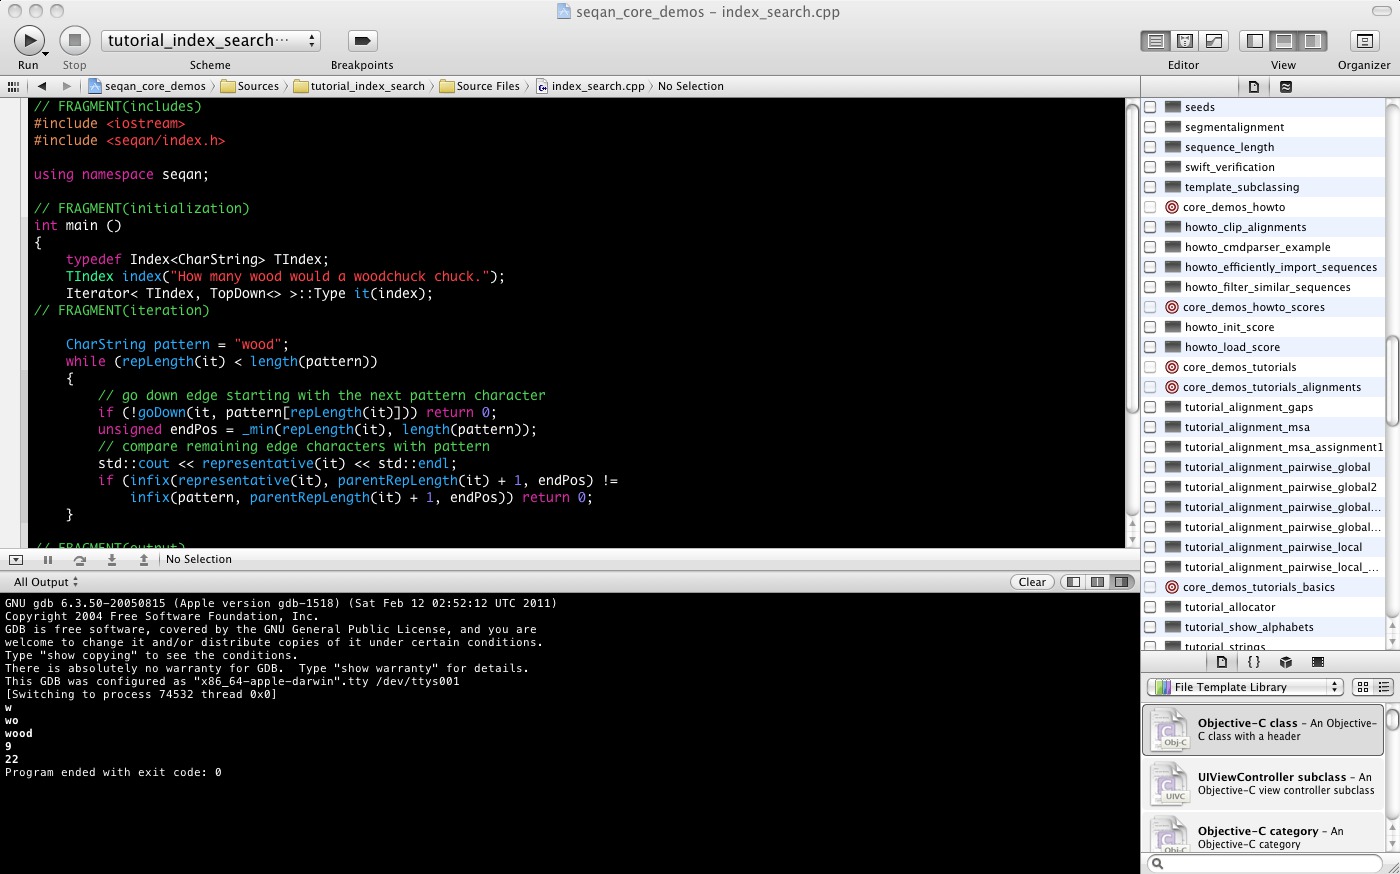 seqan_core_demos – index_search.cpp
tutorial_index_search···
Run
Stop
Scheme
Breakpoints
Editor
View
Organizer
seqan_core_demos
Sources
tutorial_index_search
Source Files
index_search.cpp
No Selection
// FRAGMENT(includes)
#include <iostream>
#include <seqan/index.h>
using namespace seqan;
// FRAGMENT(initialization)
int main ()
{
typedef Index<CharString> TIndex;
TIndex index("How many wood would a woodchuck chuck.");
Iterator< TIndex, TopDown<> >::Type it(index);
// FRAGMENT(iteration)
CharString pattern = "wood";
while (repLength(it) < length(pattern))
{
// go down edge starting with the next pattern character
if (!goDown(it, pattern[repLength(it)])) return 0;
unsigned endPos = _min(repLength(it), length(pattern));
// compare remaining edge characters with pattern
std::cout << representative(it) << std::endl;
if (infix(representative(it), parentRepLength(it) + 1, endPos) !=
infix(pattern, parentRepLength(it) + 1, endPos)) return 0;
}
// FRAGMENT(output)
No Selection
All Output
Clear
GNU gdb 6.3.50-20050815 (Apple version gdb-1518) (Sat Feb 12 02:52:12 UTC 2011)
Copyright 2004 Free Software Foundation, Inc.
GDB is free software, covered by the GNU General Public License, and you are
welcome to change it and/or distribute copies of it under certain conditions.
Type "show copying" to see the conditions.
There is absolutely no warranty for GDB.  Type "show warranty" for details.
This GDB was configured as "x86_64-apple-darwin".tty /dev/ttys001
[Switching to process 74532 thread 0x0]
w
wo
wood
9
22
Program ended with exit code: 0
seeds
segmentalignment
sequence_length
swift_verification
template_subclassing
core_demos_howto
howto_clip_alignments
howto_cmdparser_example
howto_efficiently_import_sequences
howto_filter_similar_sequences
core_demos_howto_scores
howto_init_score
howto_load_score
core_demos_tutorials
core_demos_tutorials_alignments
tutorial_alignment_gaps
tutorial_alignment_msa
tutorial_alignment_msa_assignment1
tutorial_alignment_pairwise_global
tutorial_alignment_pairwise_global2
tutorial_alignment_pairwise_global...
tutorial_alignment_pairwise_global...
tutorial_alignment_pairwise_local
tutorial_alignment_pairwise_local_...
core_demos_tutorials_basics
tutorial_allocator
tutorial_show_alphabets
tutorial_strings
{}
File Template Library
Obj-C
Objective-C class – An Objective-
C class with a header
UIVC
UIViewController subclass – An
Objective-C view controller subclass
Obj-C
Objective-C category – An
Objective-C category